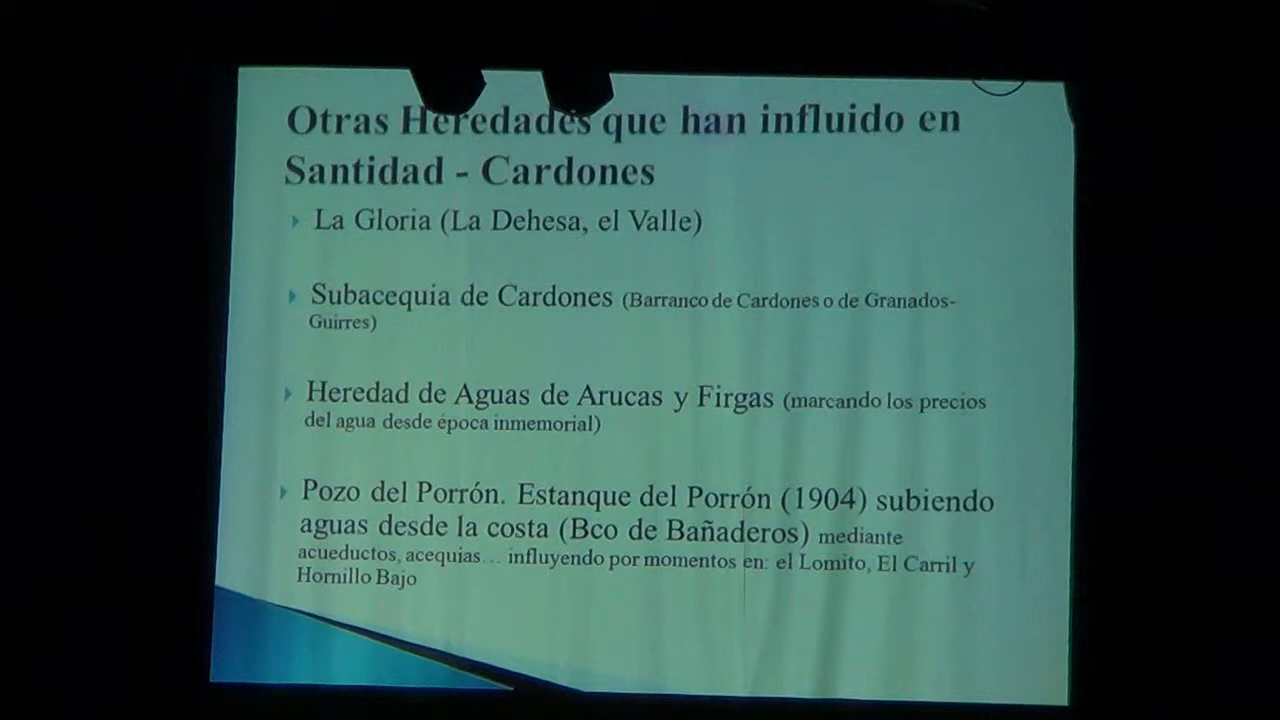 Otras Heredades que han influido en
Santidad - Cardones
La Gloria (La Dehesa, el Valle)
Subacequia de Cardones (Barranco de Cardones o de Granados-
Guirres)
Heredad de Aguas de Arucas y Firgas (marcando los precios
del agua desde época inmemorial)
Pozo del Porrón. Estanque del Porrón (1904) subiendo
aguas desde la costa (Bco de Bañaderos) mediante
acueductos, acequias… influyendo por momentos en: el Lomito, El Carril y
Hornillo Bajo